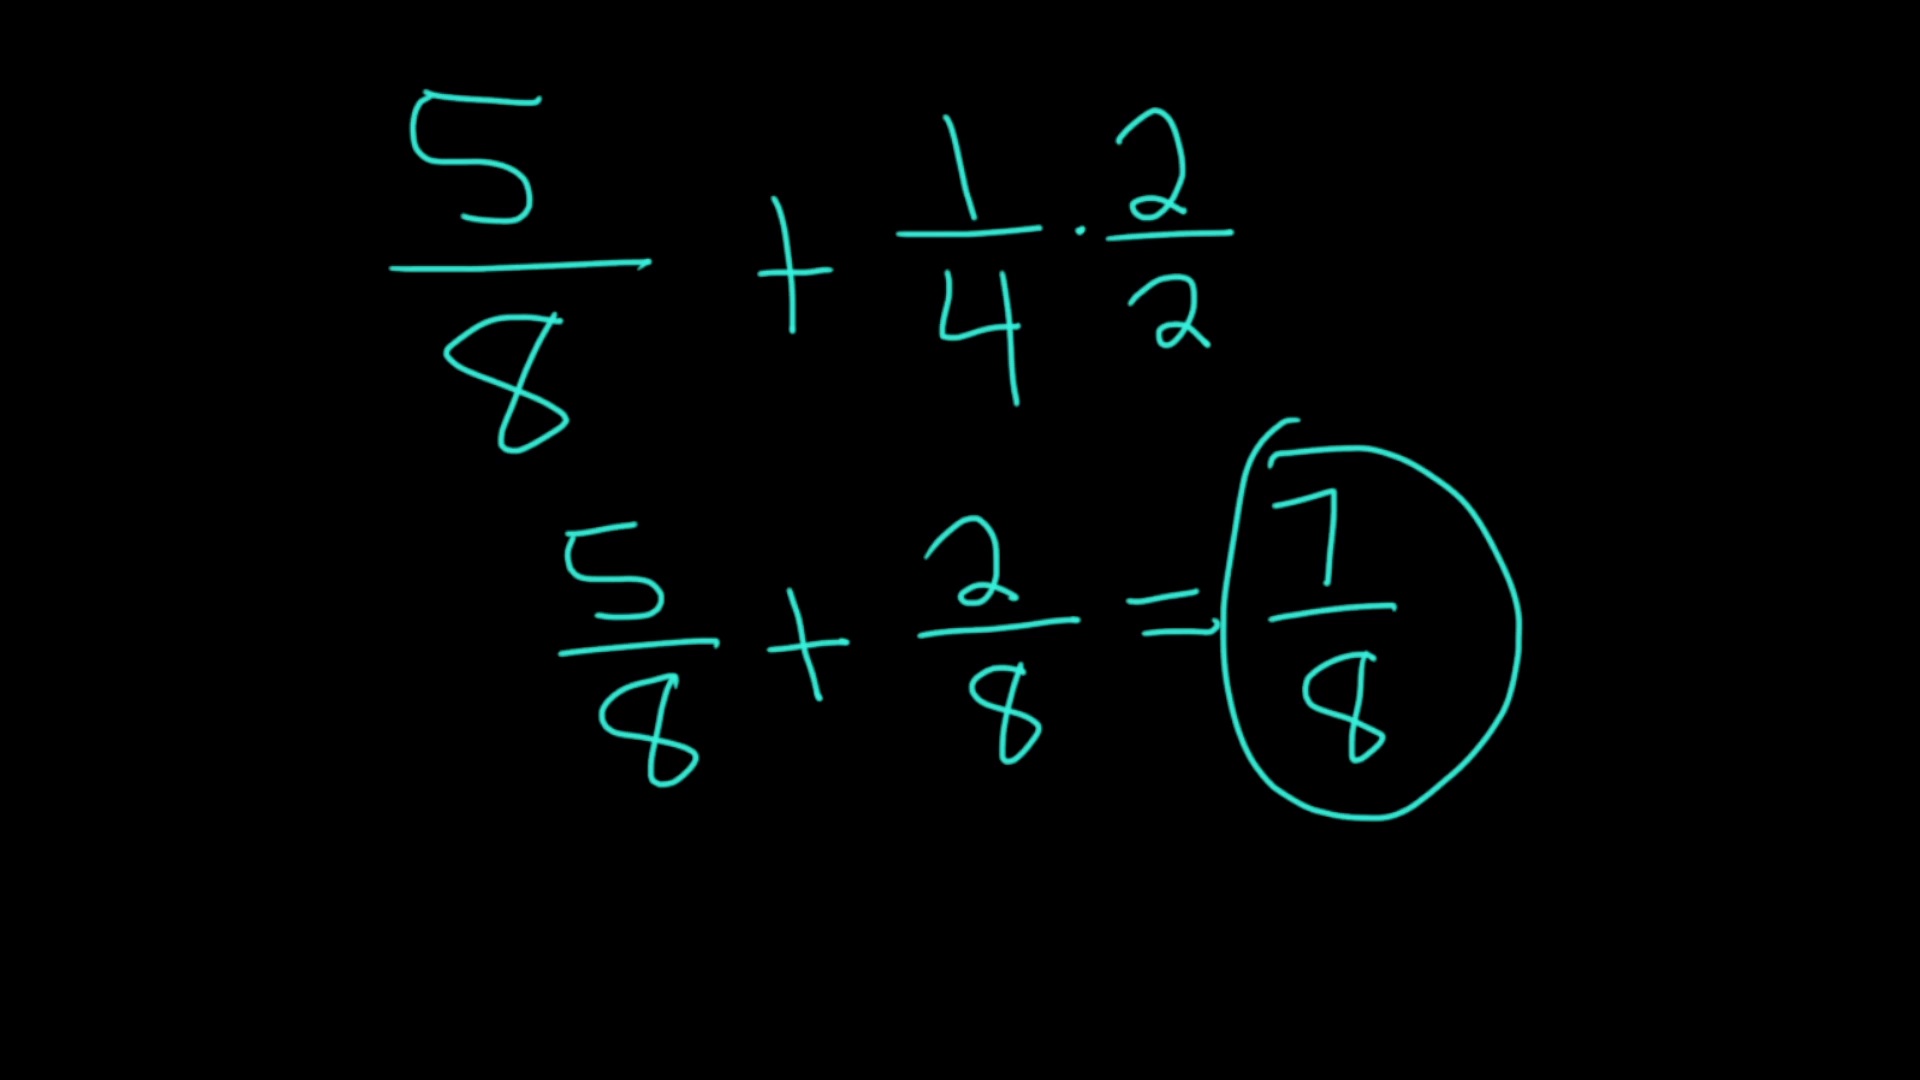 5/8 + 1/4 · 2/2
5/8 + 2/8 = 7/8